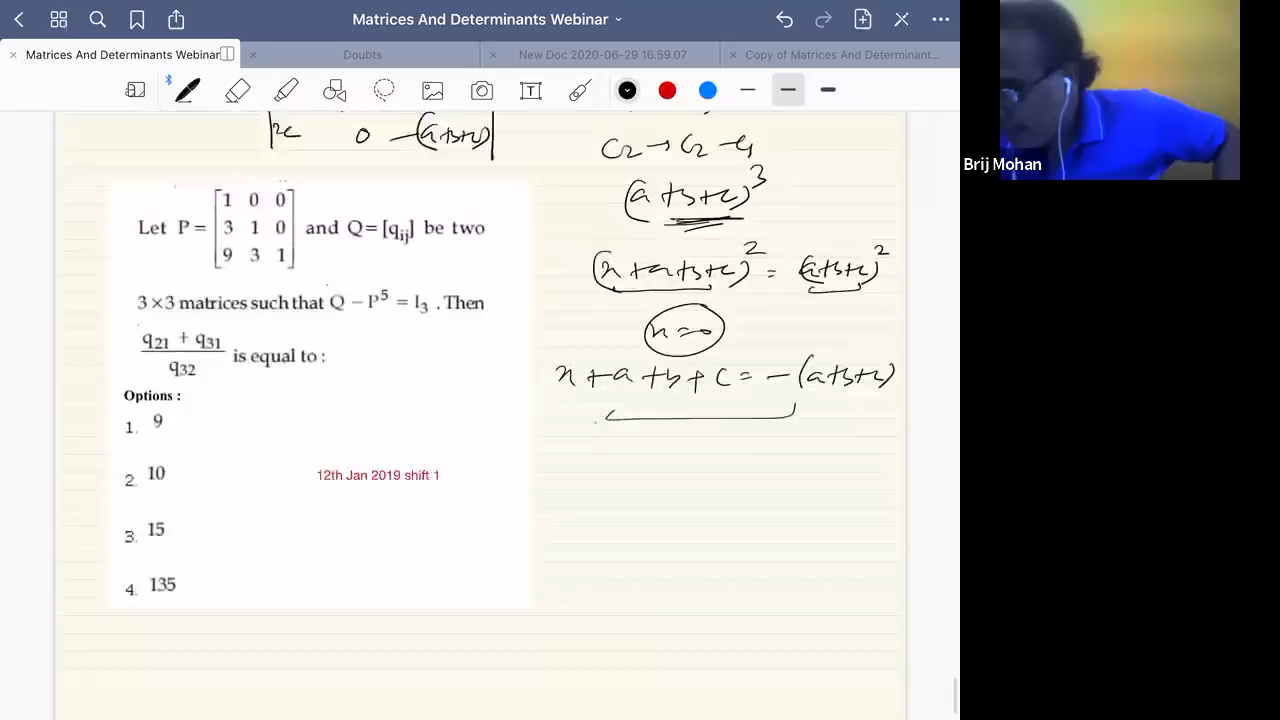 Matrices And Determinants Webinar
Matrices And Determinants Webinar
Doubts
New Doc 2020-06-29 16.59.07
Copy of Matrices And Determinant...
T
Brij Mohan
x 0 -(a+b+c)
C2 → C2 - C1
(a+b+c)^3
Let P = [1 0 0
3 1 0
9 3 1] and Q = [qij] be two
(x+a+b+c)^2 = (a+b+c)^2
3 × 3 matrices such that Q − P^5 = I3 . Then
x=0
q21 + q31
q32
is equal to :
x+a+b+c = -(a+b+c)
Options :
1. 9
2. 10
12th Jan 2019 shift 1
3. 15
4. 135